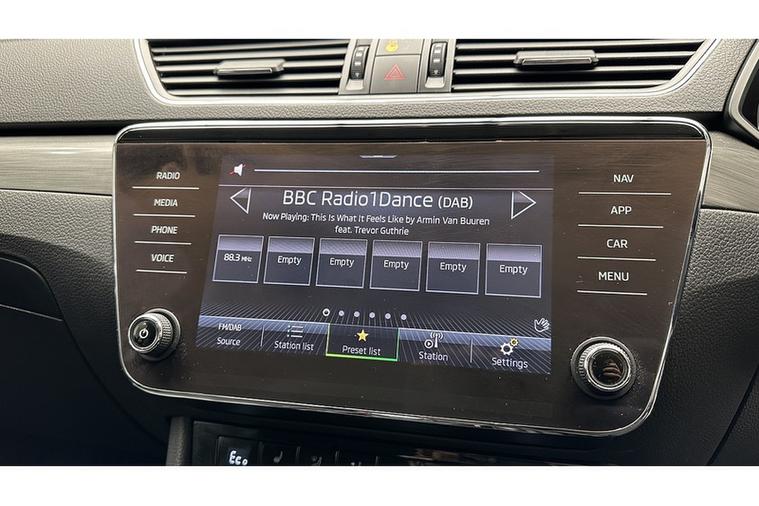 RADIO
MEDIA
PHONE
VOICE
BBC Radio1Dance (DAB)
Now Playing: This Is What It Feels Like by Armin Van Buuren
feat. Trevor Guthrie
88.3 MHz
Empty
Empty
Empty
Empty
Empty
FM/DAB
Source
Station list
Preset list
Station
Settings
NAV
APP
CAR
MENU
Eco